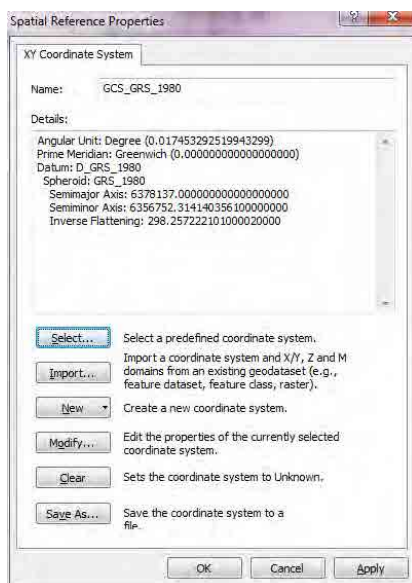 Spatial Reference Properties
XY Coordinate System
Name: GCS_GRS_1980
Details:
Angular Unit: Degree (0.017453292519943299)
Prime Meridian: Greenwich (0.000000000000000000)
Datum: D_GRS_1980
Spheroid: GRS_1980
Semimajor Axis: 6378137.000000000000000000
Semiminor Axis: 6356752.314140356100000000
Inverse Flattening: 298.257222101000020000
Select... Select a predefined coordinate system.
Import a coordinate system and X/Y, Z and M
Import... domains from an existing geodataset (e.g.,
feature dataset, feature class, raster).
New Create a new coordinate system.
Modify... Edit the properties of the currently selected
coordinate system.
Clear Sets the coordinate system to Unknown.
Save As... Save the coordinate system to a
file.
OK Cancel Apply